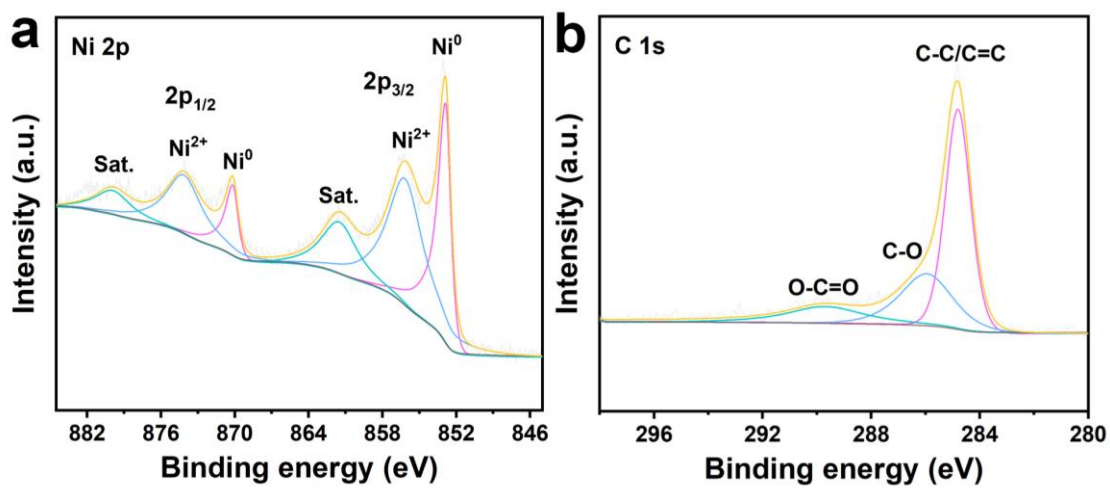 a
Ni 2p
Ni⁰
2p₁/₂
2p₃/₂
Ni²⁺
Ni⁰
Ni²⁺
Sat.
Sat.
Intensity (a.u.)
882 876 870 864 858 852 846
Binding energy (eV)
b
C 1s
C-C/C=C
C-O
O-C=O
Intensity (a.u.)
296 292 288 284 280
Binding energy (eV)